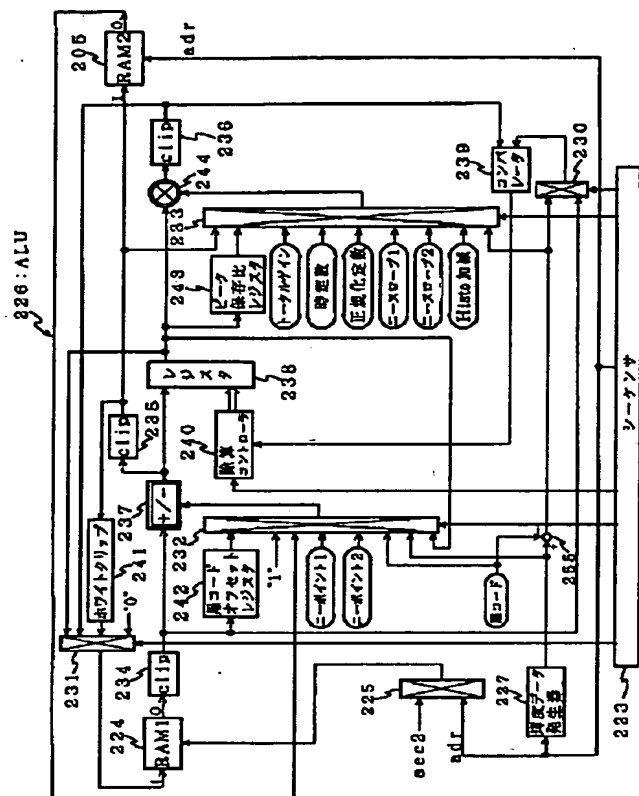 226:ALU
205
RAM2
I
O
adr
clip
236
244
233
239
コンパレータ
230
243
ピーク
保存比
レジスタ
トータルゲイン
時定数
正規化定数
ニースロープ1
ニースロープ2
Histo加減
レジスタ
238
clip
235
240
除算
コントローラ
237
+/-
232
ホワイトクリップ
241
"0"
231
242
黒コード
オフセット
レジスタ
"1"
ニーポイント1
ニーポイント2
黒コード
255
234
clip
224
RAM1
I
O
225
sec2
adr
227
輝度データ
発生器
シーケンサ
223